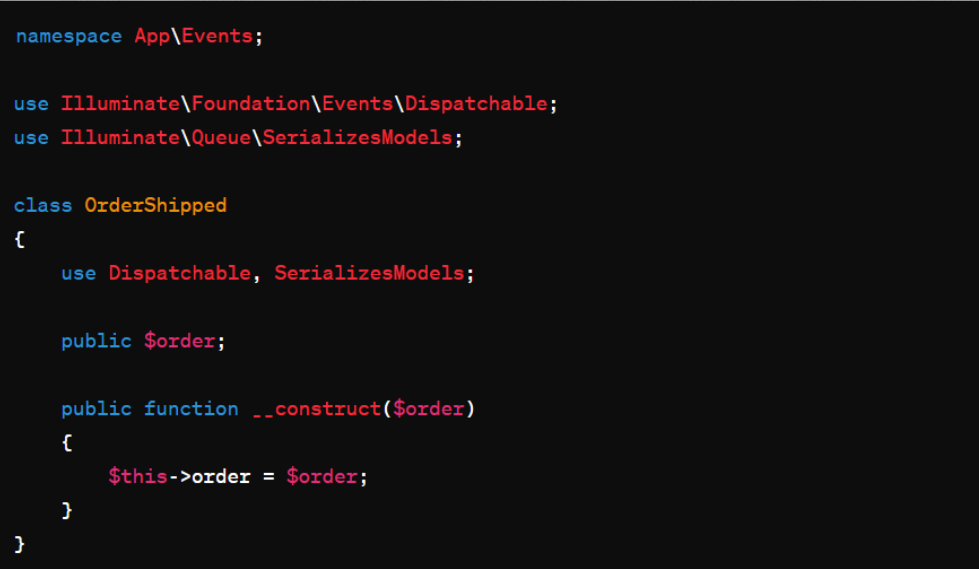 namespace App\Events;
use Illuminate\Foundation\Events\Dispatchable;
use Illuminate\Queue\SerializesModels;
class OrderShipped
{
    use Dispatchable, SerializesModels;
    public $order;
    public function __construct($order)
    {
        $this->order = $order;
    }
}